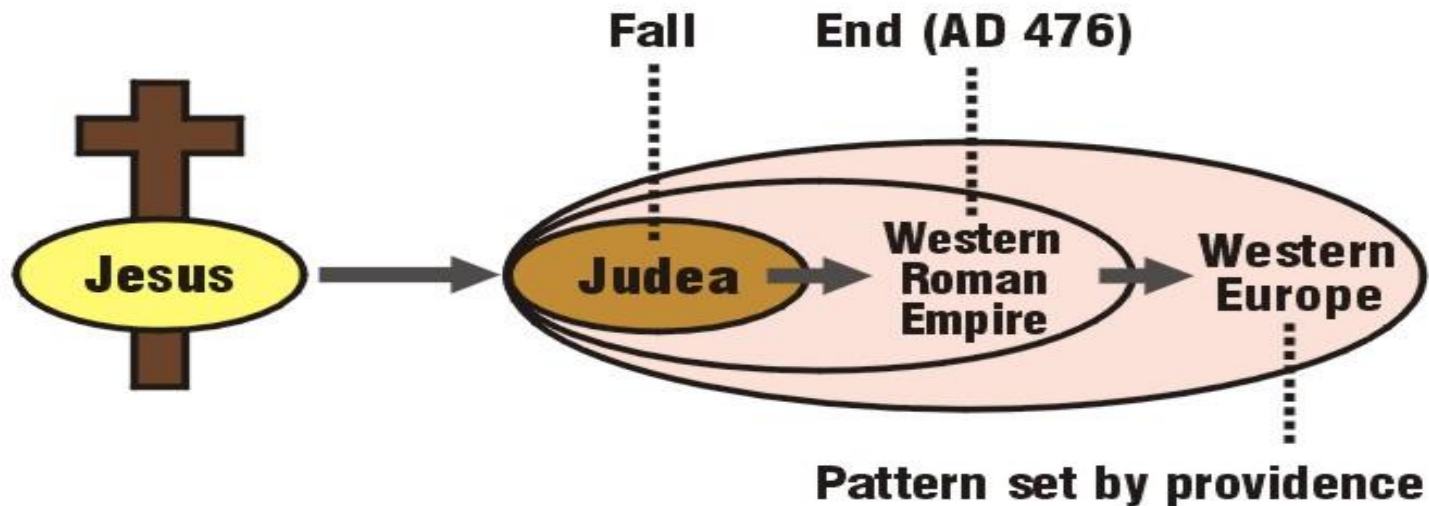 Fall
End (AD 476)
Jesus
Judea
Western
Roman
Empire
Western
Europe
Pattern set by providence